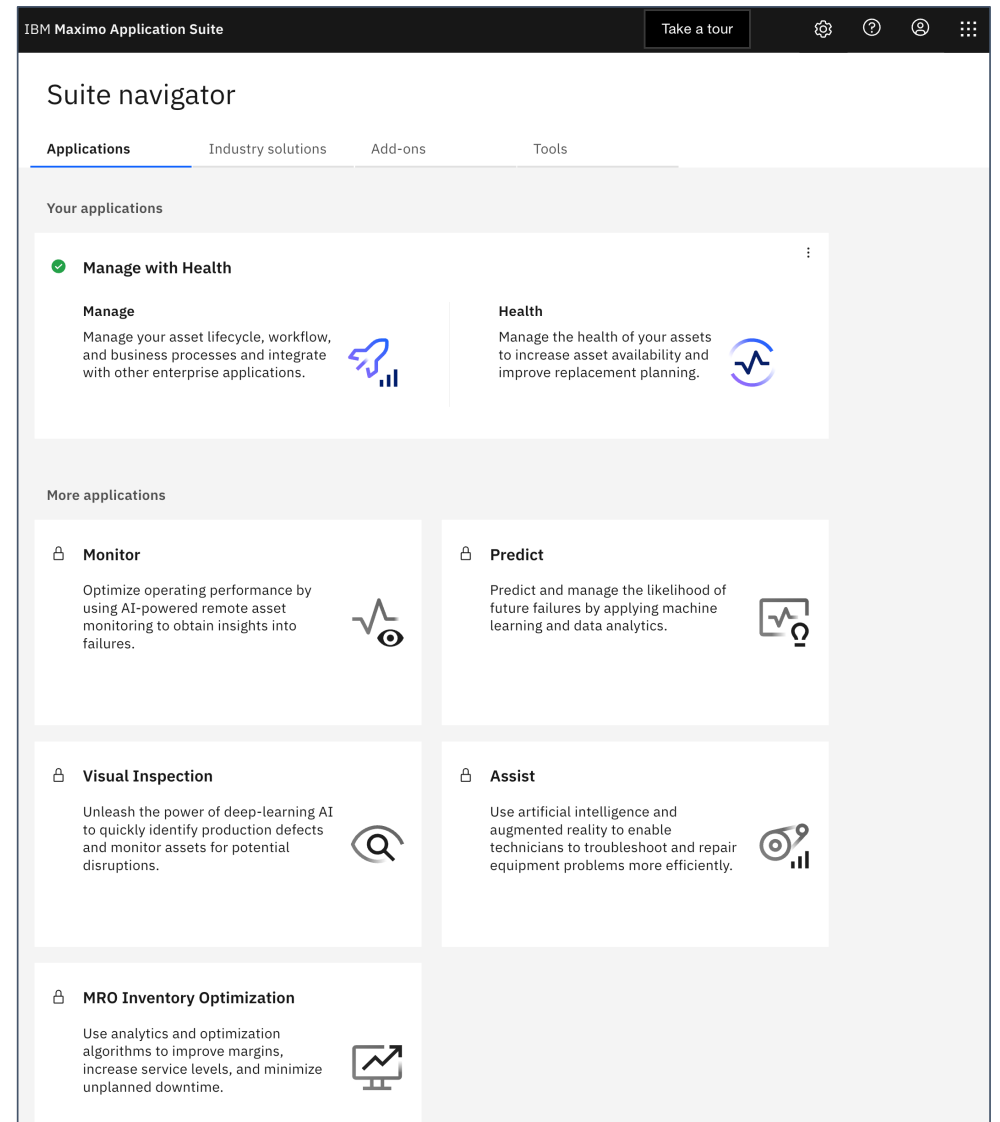 IBM Maximo Application Suite
Take a tour
Suite navigator
Applications
Industry solutions
Add-ons
Tools
Your applications
Manage with Health
Manage
Manage your asset lifecycle, workflow,
and business processes and integrate
with other enterprise applications.
Health
Manage the health of your assets
to increase asset availability and
improve replacement planning.
More applications
Monitor
Optimize operating performance by
using AI-powered remote asset
monitoring to obtain insights into
failures.
Predict
Predict and manage the likelihood of
future failures by applying machine
learning and data analytics.
Visual Inspection
Unleash the power of deep-learning AI
to quickly identify production defects
and monitor assets for potential
disruptions.
Assist
Use artificial intelligence and
augmented reality to enable
technicians to troubleshoot and repair
equipment problems more efficiently.
MRO Inventory Optimization
Use analytics and optimization
algorithms to improve margins,
increase service levels, and minimize
unplanned downtime.